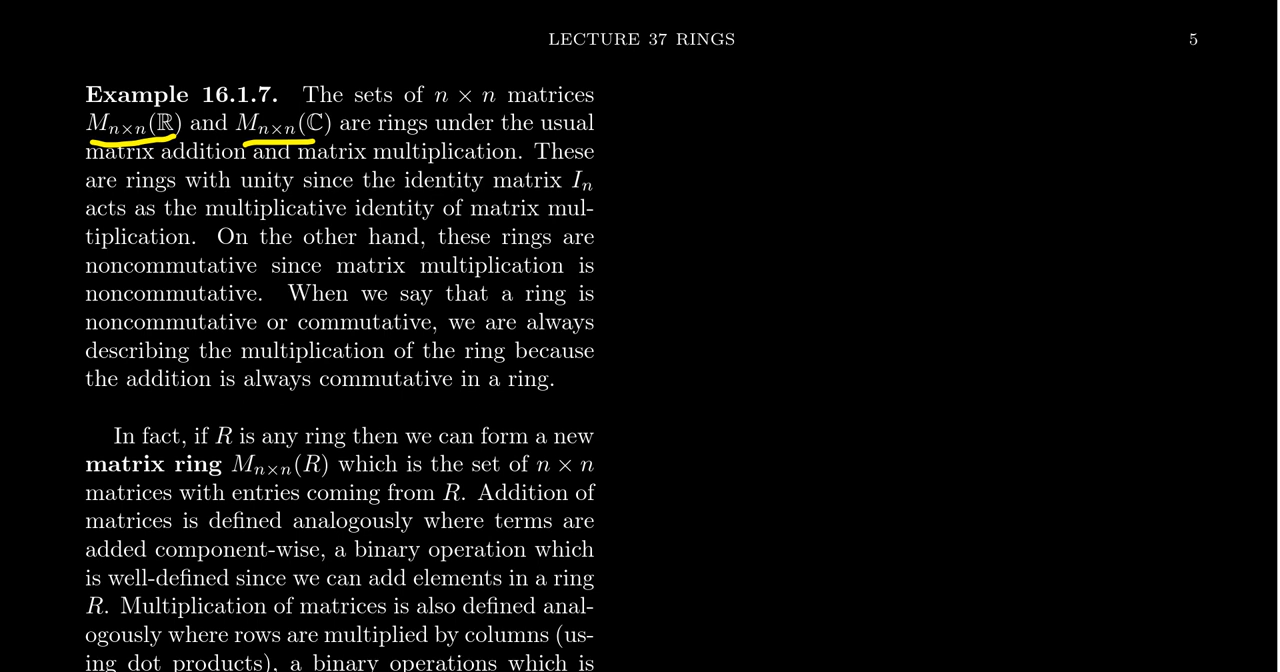 LECTURE 37 RINGS 5
Example 16.1.7. The sets of n × n matrices
Mₙ×ₙ(ℝ) and Mₙ×ₙ(ℂ) are rings under the usual
matrix addition and matrix multiplication. These
are rings with unity since the identity matrix Iₙ
acts as the multiplicative identity of matrix mul-
tiplication. On the other hand, these rings are
noncommutative since matrix multiplication is
noncommutative. When we say that a ring is
noncommutative or commutative, we are always
describing the multiplication of the ring because
the addition is always commutative in a ring.
In fact, if R is any ring then we can form a new
matrix ring Mₙ×ₙ(R) which is the set of n × n
matrices with entries coming from R. Addition of
matrices is defined analogously where terms are
added component-wise, a binary operation which
is well-defined since we can add elements in a ring
R. Multiplication of matrices is also defined anal-
ogously where rows are multiplied by columns (us-
ing dot products), a binary operations which is